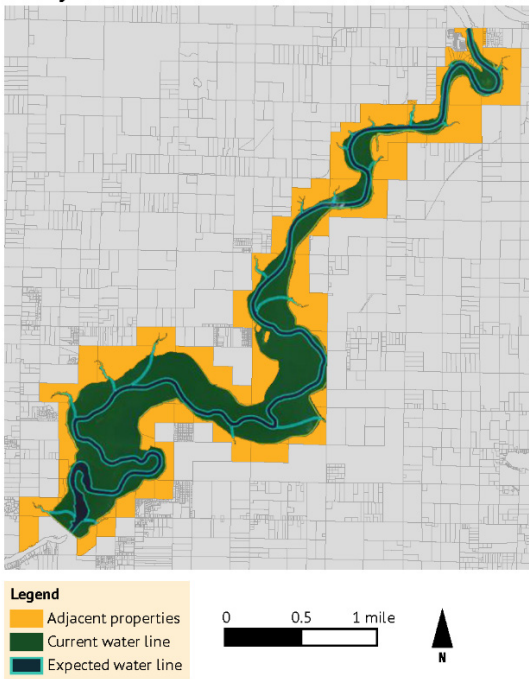 Legend
Adjacent properties
Current water line
Expected water line
0 0.5 1 mile
N